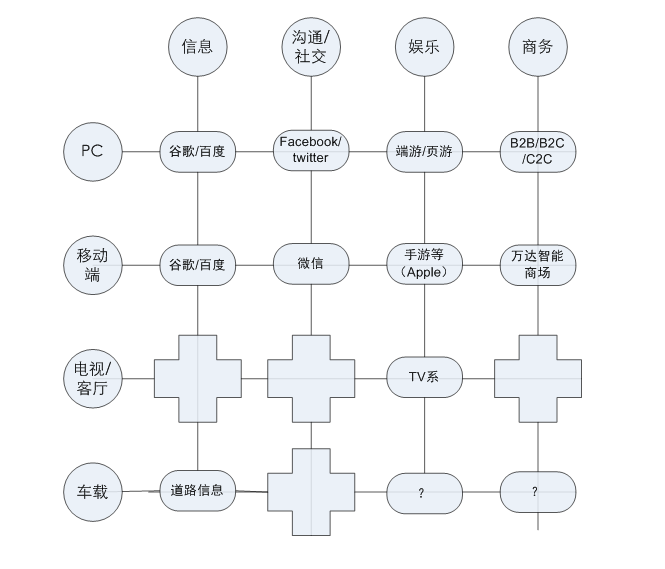 信息
沟通/
社交
娱乐
商务
PC
谷歌/百度
Facebook/
twitter
端游/页游
B2B/B2C
/C2C
移动
端
谷歌/百度
微信
手游等
（Apple）
万达智能
商场
电视/
客厅
TV系
车载
道路信息
？
？